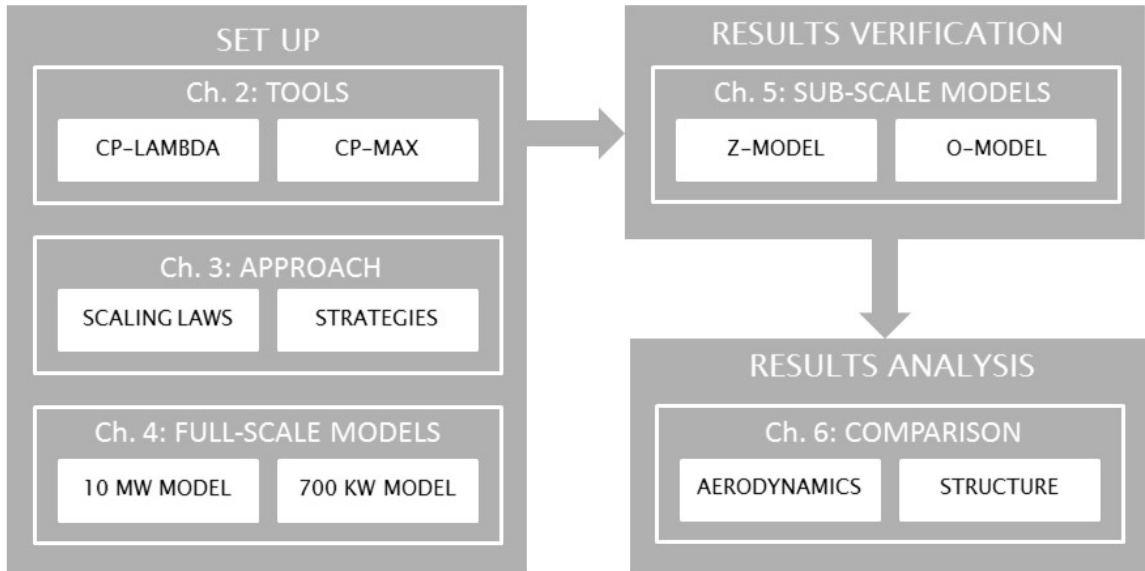 SET UP
Ch. 2: TOOLS
CP-LAMBDA
CP-MAX
Ch. 3: APPROACH
SCALING LAWS
STRATEGIES
Ch. 4: FULL-SCALE MODELS
10 MW MODEL
700 KW MODEL
RESULTS VERIFICATION
Ch. 5: SUB-SCALE MODELS
Z-MODEL
O-MODEL
RESULTS ANALYSIS
Ch. 6: COMPARISON
AERODYNAMICS
STRUCTURE